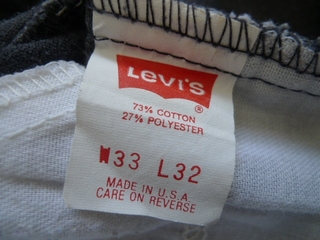 LEVI'S
®
73% COTTON
27% POLYESTER
W33 L32
MADE IN U.S.A.
CARE ON REVERSE